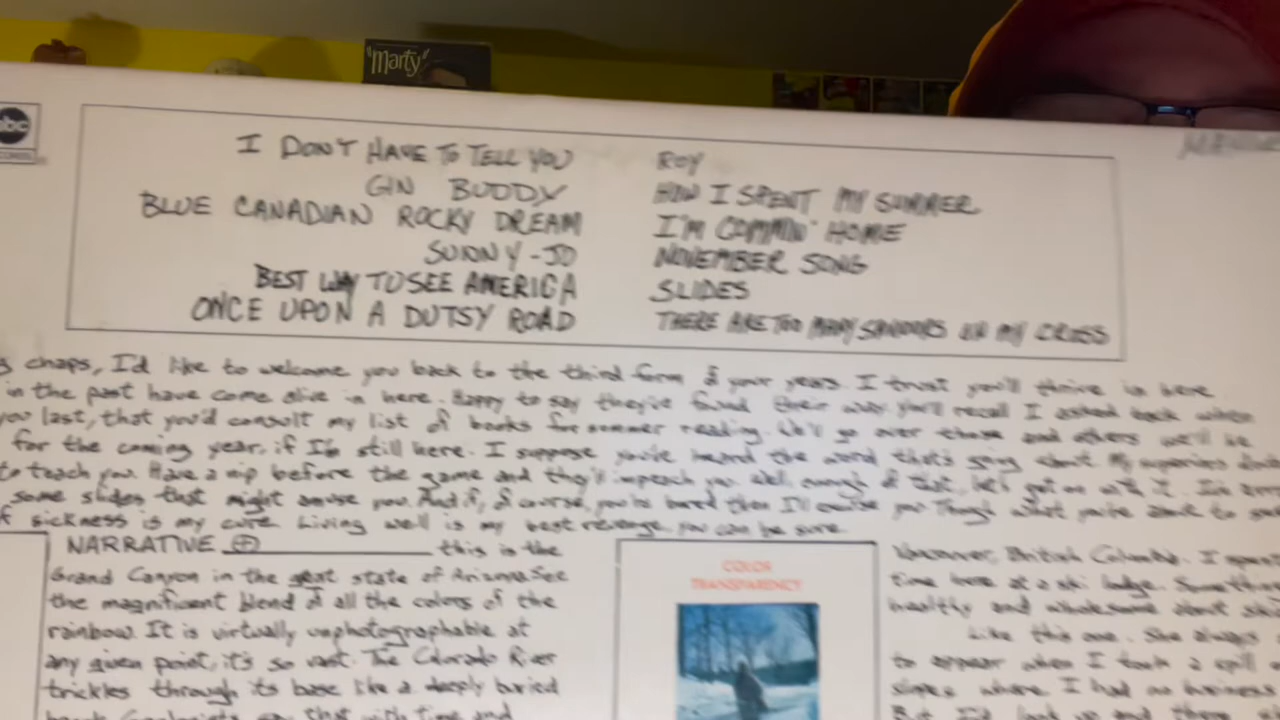 "Marty"
abc
I DON'T HAVE TO TELL YOU
GIN BUDDY
BLUE CANADIAN ROCKY DREAM
SUNNY-JO
BEST WAY TO SEE AMERICA
ONCE UPON A DUTSY ROAD
ROY
HOW I SPENT MY SUMMER
I'M COMMIN' HOME
NOVEMBER SONG
SLIDES
THERE ARE TOO MANY MY CROSS
chaps, I'd like to welcome you back to the third form of your years. I trust you'll thrive in here
in the past have come alive in here. Happy to say they've found their way. you'll recall I asked back when
you last, that you'd consult my list of books for summer reading. We'll go over those and others we'll be
for the coming year, if I'm still here. I suppose you've heard the word that's going about. My superiors
to teach you. Have a nip before the game and they'll impeach you. Well, enough of that, let's get on with it. I've
some slides that might amuse you. And if, of course, you're bored then I'll excuse you Though what you're about to
sickness is my cure Living well is my best revenge, you can be sure
NARRATIVE
this is the
Grand Canyon in the great state of Arizona See
the magnificent blend of all the colors of the
rainbow. It is virtually unphotographable at
any given point, it's so vast. The Colorado River
trickles through its base like a deeply buried
that with time and
COLOR
TRANSPARENCY
Vancouver, British Columbia. I spent
time here at a ski lodge. Something
healthy and wholesome about
Like this one. She always
to appear when I took a spill
slopes where I had no business
But I'd look up and there